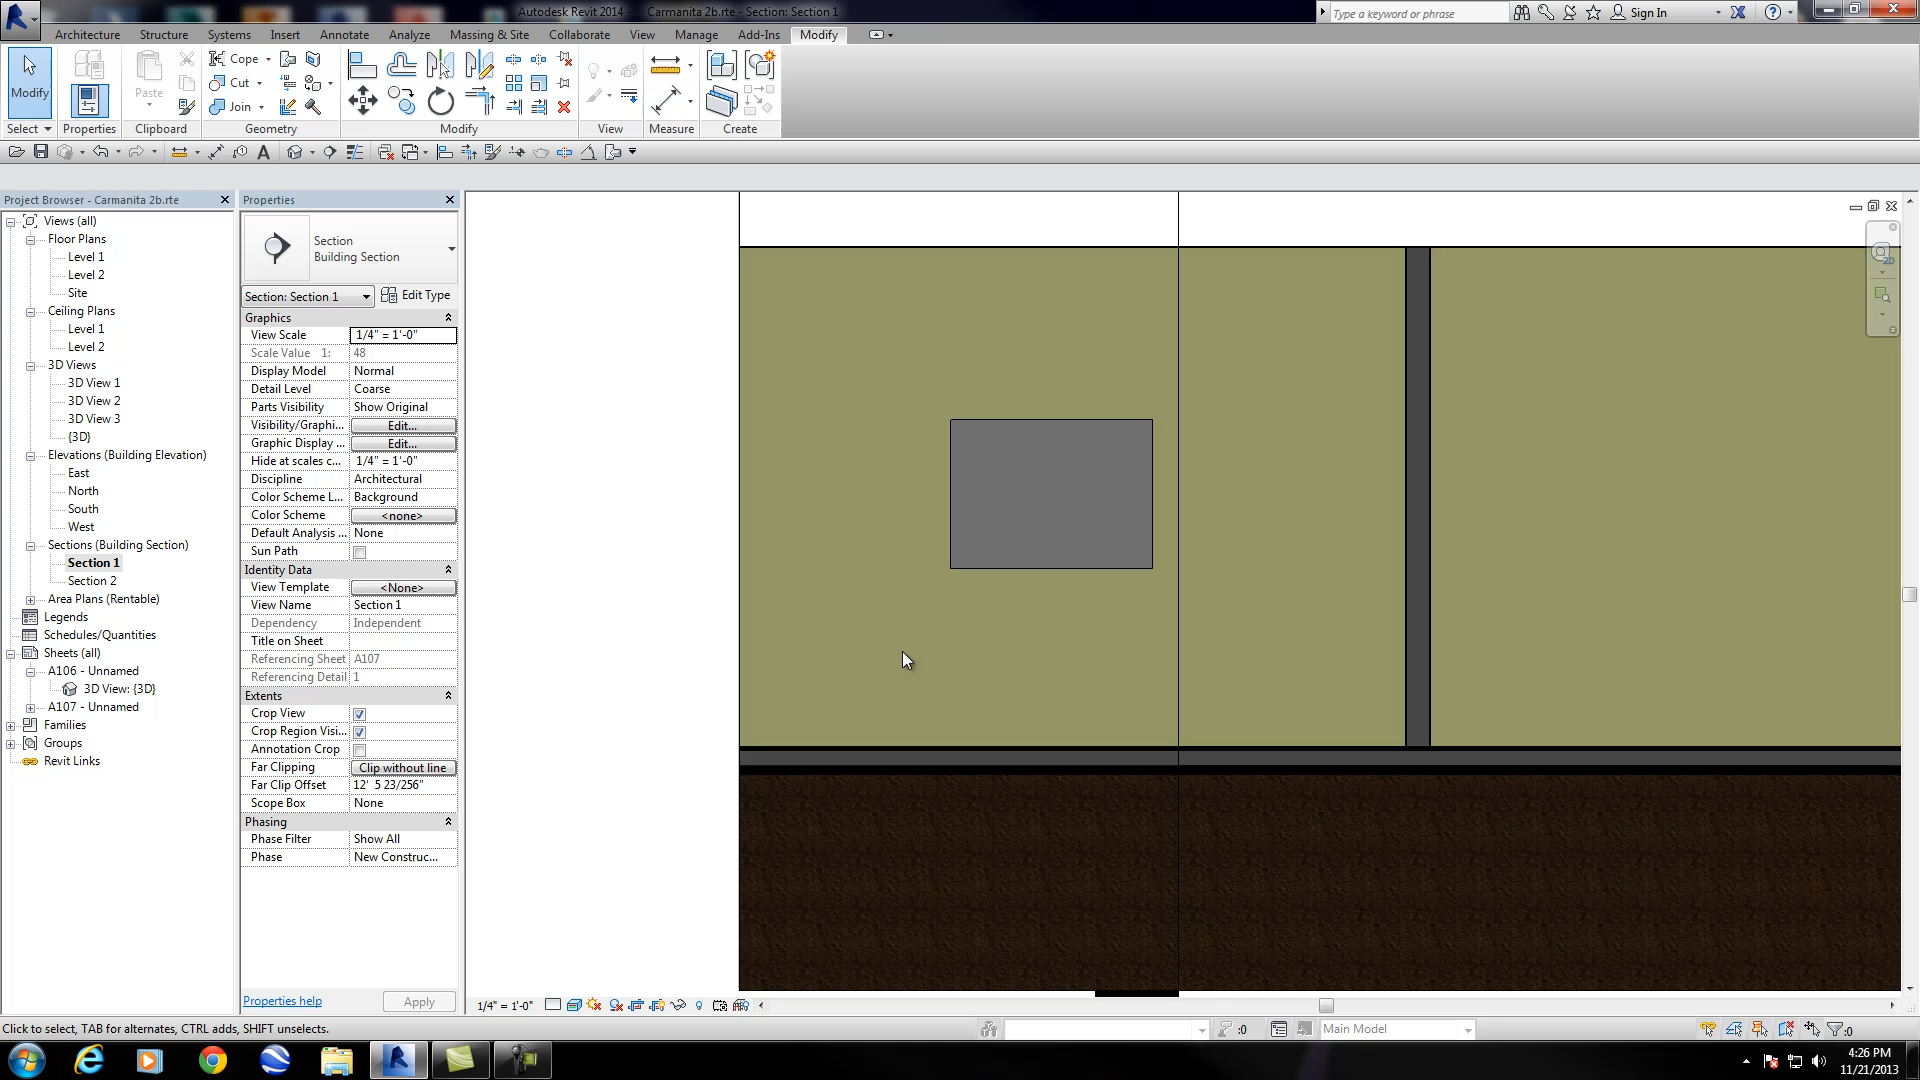 Autodesk Revit 2014 - Carmanita 2b.rte - Section: Section 1
Type a keyword or phrase
Sign In
Architecture Structure Systems Insert Annotate Analyze Massing & Site Collaborate View Manage Add-Ins Modify
Modify
Paste
Cope
Cut
Join
Select Properties Clipboard Geometry Modify View Measure Create
Project Browser - Carmanita 2b.rte
Views (all)
Floor Plans
Level 1
Level 2
Site
Ceiling Plans
Level 1
Level 2
3D Views
3D View 1
3D View 2
3D View 3
{3D}
Elevations (Building Elevation)
East
North
South
West
Sections (Building Section)
Section 1
Section 2
Area Plans (Rentable)
Legends
Schedules/Quantities
Sheets (all)
A106 - Unnamed
3D View: {3D}
A107 - Unnamed
Families
Groups
Revit Links
Properties
Section
Building Section
Section: Section 1 Edit Type
Graphics
View Scale 1/4" = 1'-0"
Scale Value 1: 48
Display Model Normal
Detail Level Coarse
Parts Visibility Show Original
Visibility/Graphi... Edit...
Graphic Display ... Edit...
Hide at scales c... 1/4" = 1'-0"
Discipline Architectural
Color Scheme L... Background
Color Scheme <none>
Default Analysis ... None
Sun Path
Identity Data
View Template <None>
View Name Section 1
Dependency Independent
Title on Sheet
Referencing Sheet A107
Referencing Detail 1
Extents
Crop View
Crop Region Visi...
Annotation Crop
Far Clipping Clip without line
Far Clip Offset 12' 5 23/256"
Scope Box None
Phasing
Phase Filter Show All
Phase New Construc...
Properties help Apply
2D
1/4" = 1'-0"
Click to select, TAB for alternates, CTRL adds, SHIFT unselects.
:0
Main Model
:0
4:26 PM
11/21/2013